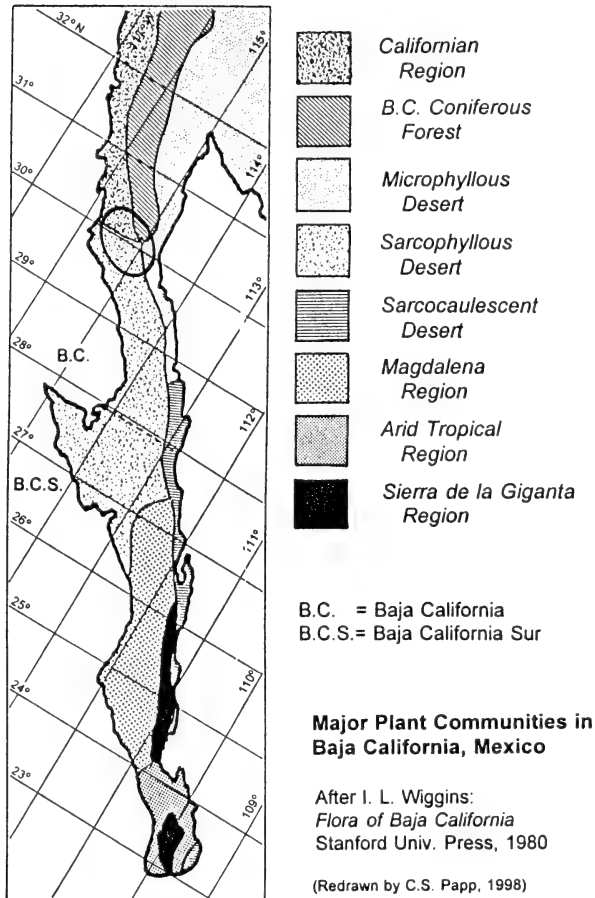 32°N
31°
30°
29°
28°
27°
26°
25°
24°
23°
115°
114°
113°
112°
111°
110°
109°
B.C.
B.C.S.
Californian
Region
B.C. Coniferous
Forest
Microphyllous
Desert
Sarcophyllous
Desert
Sarcocaulescent
Desert
Magdalena
Region
Arid Tropical
Region
Sierra de la Giganta
Region
B.C. = Baja California
B.C.S.= Baja California Sur
Major Plant Communities in
Baja California, Mexico
After I. L. Wiggins:
Flora of Baja California
Stanford Univ. Press, 1980
(Redrawn by C.S. Papp, 1998)